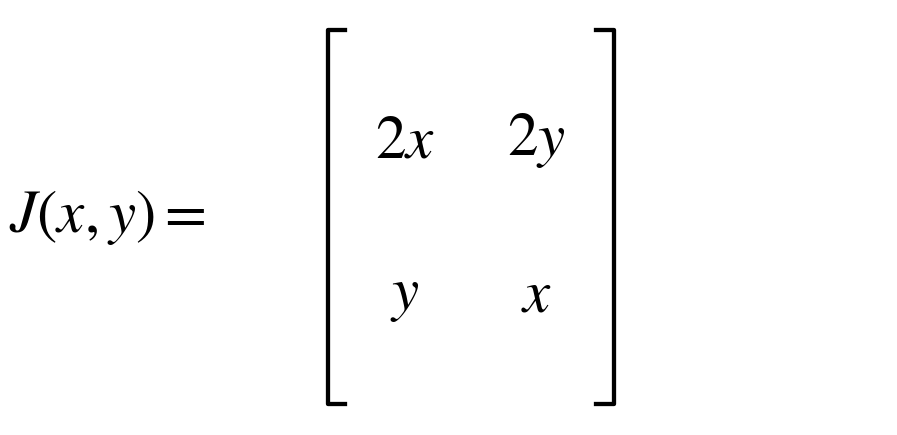 2x 2y
J(x, y) =
y x